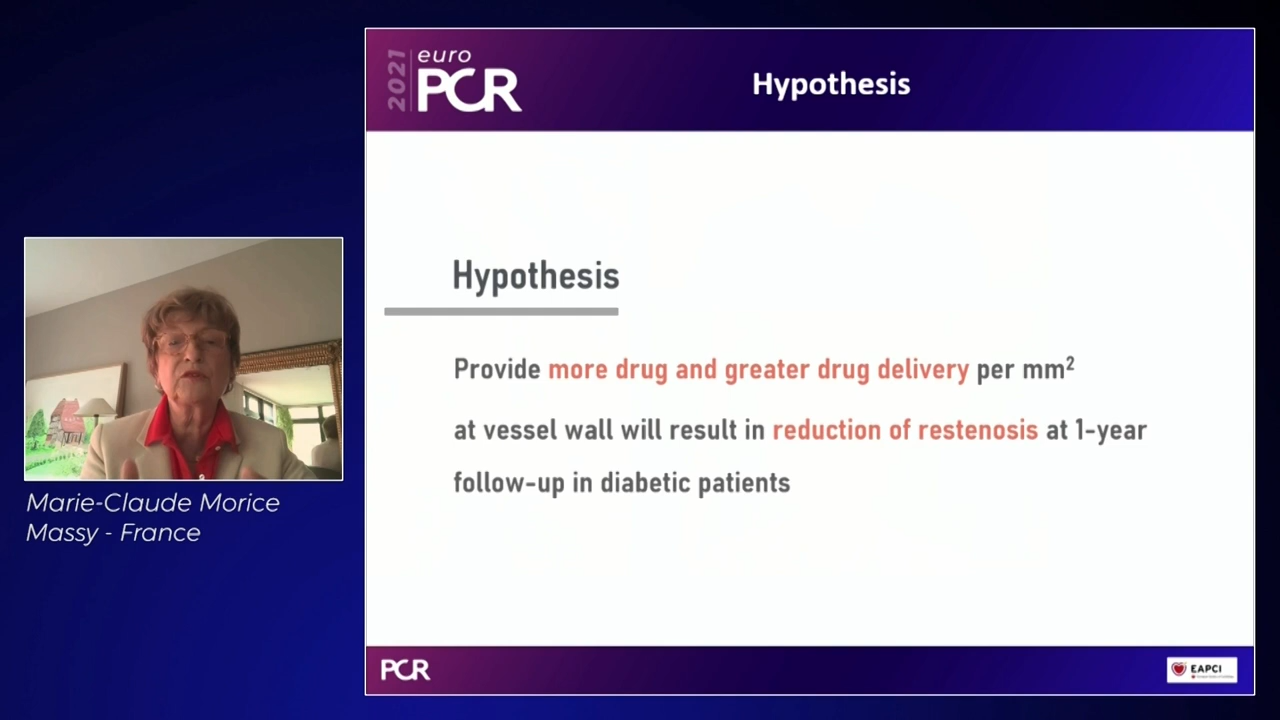 2021
euro
PCR
Hypothesis
Hypothesis
Provide more drug and greater drug delivery per mm²
at vessel wall will result in reduction of restenosis at 1-year
follow-up in diabetic patients
Marie-Claude Morice
Massy - France
PCR
EAPCI